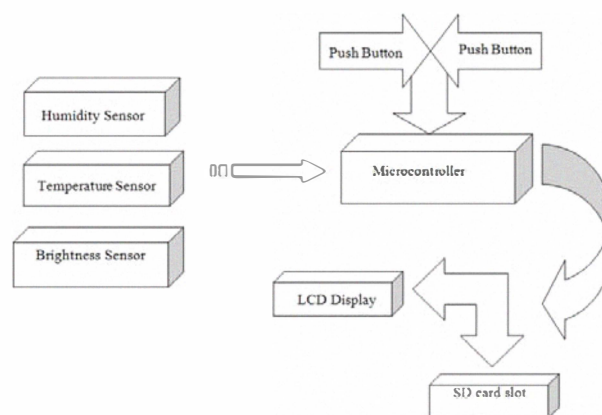 Push Button
Push Button
Humidity Sensor
Temperature Sensor
Microcontroller
Brightness Sensor
LCD Display
SD card slot